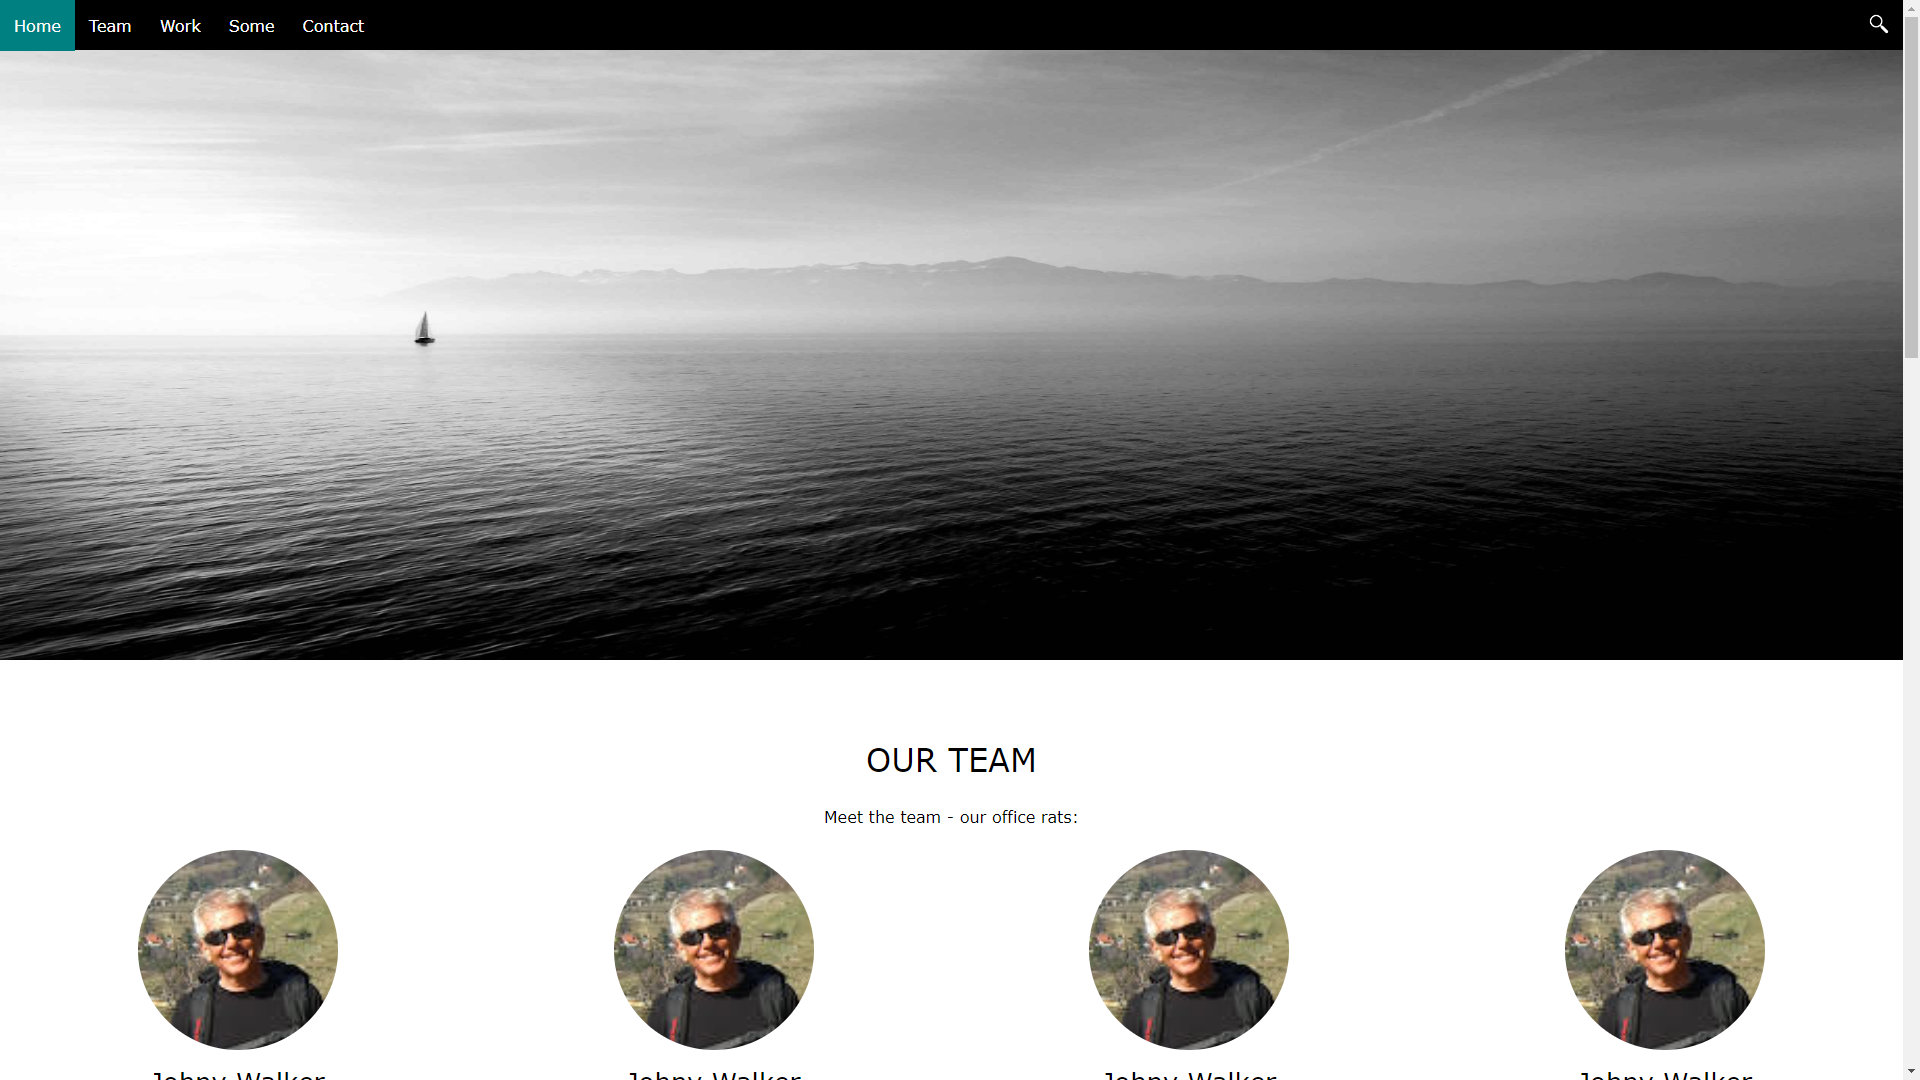 Home Team Work Some Contact
OUR TEAM
Meet the team - our office rats:
Johny Walker Johny Walker Johny Walker Johny Walker